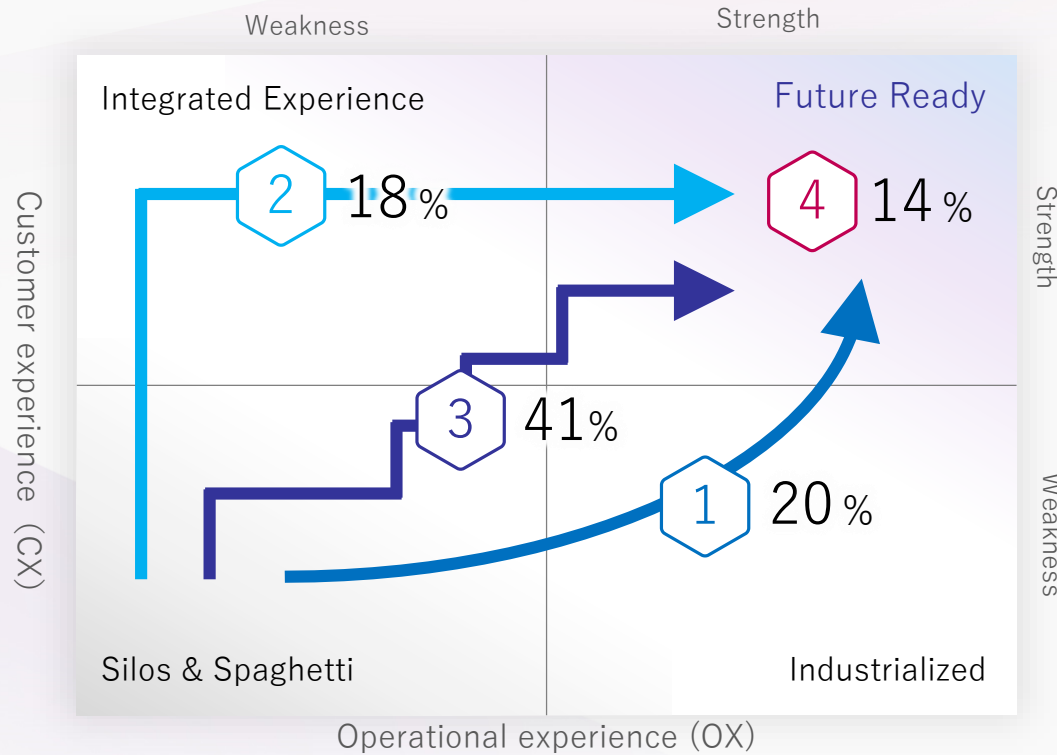 Weakness
Strength
Integrated Experience
Future Ready
2
18 %
4
14 %
Customer experience (CX)
Strength
3
41%
1
20 %
Weakness
Silos & Spaghetti
Industrialized
Operational experience (OX)